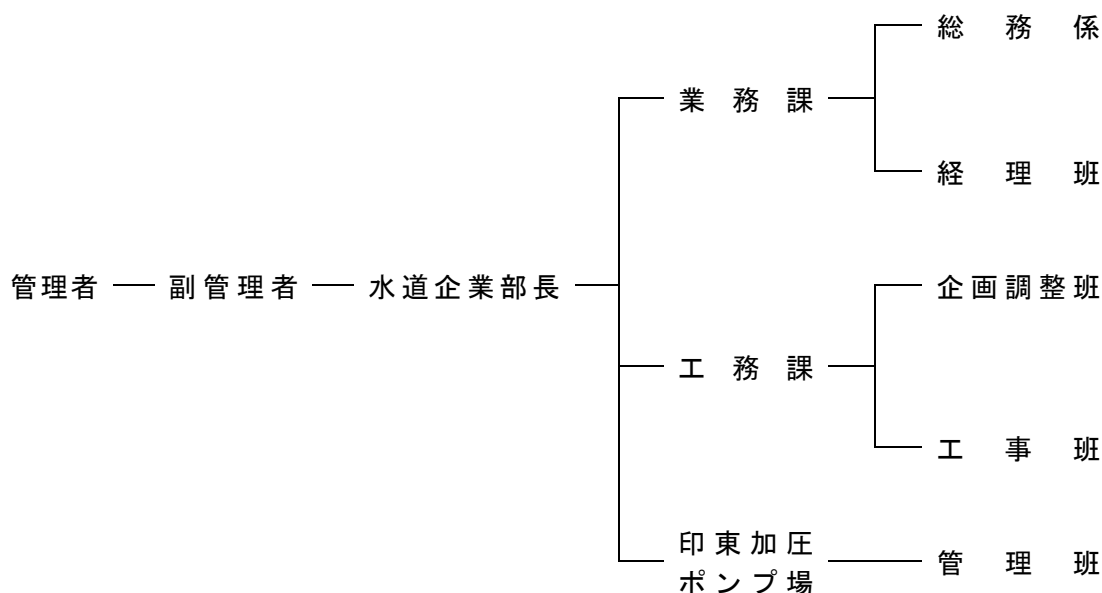 総務係
業務課
経理班
管理者
副管理者
水道企業部長
企画調整班
工務課
工事班
印東加圧
ポンプ場
管理班